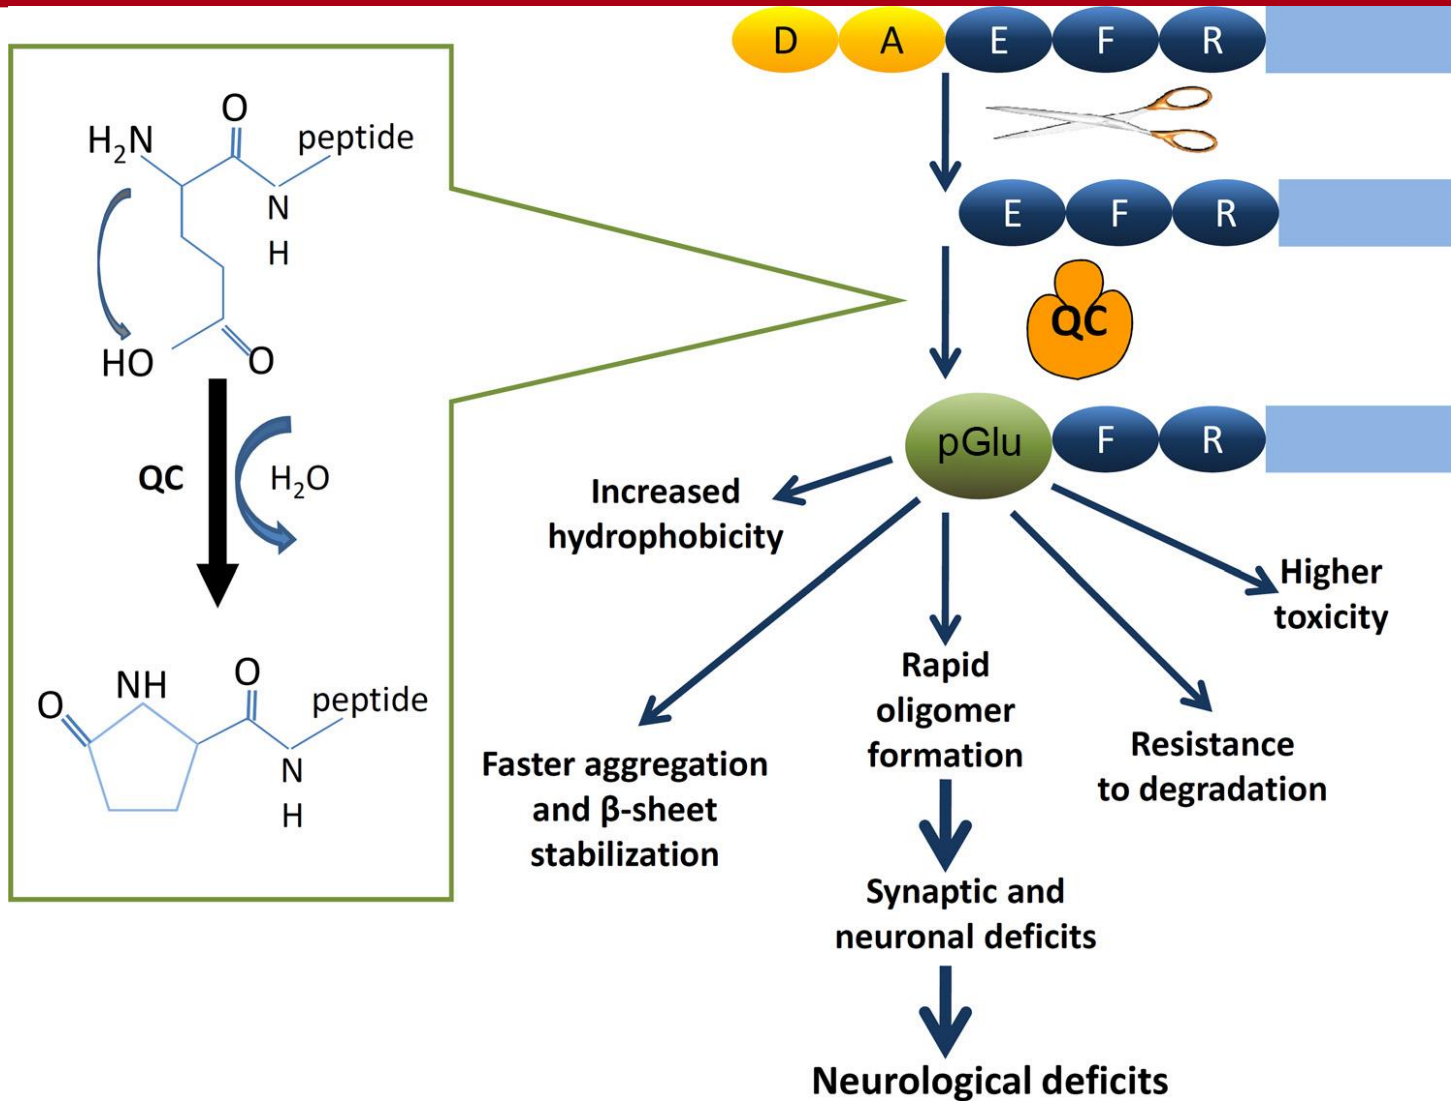 D A E F R
E F R
QC
pGlu F R
H₂N
O
peptide
N
H
HO
O
QC
H₂O
O
NH
O
peptide
N
H
Increased
hydrophobicity
Faster aggregation
and β-sheet
stabilization
Rapid
oligomer
formation
Resistance
to degradation
Higher
toxicity
Synaptic and
neuronal deficits
Neurological deficits